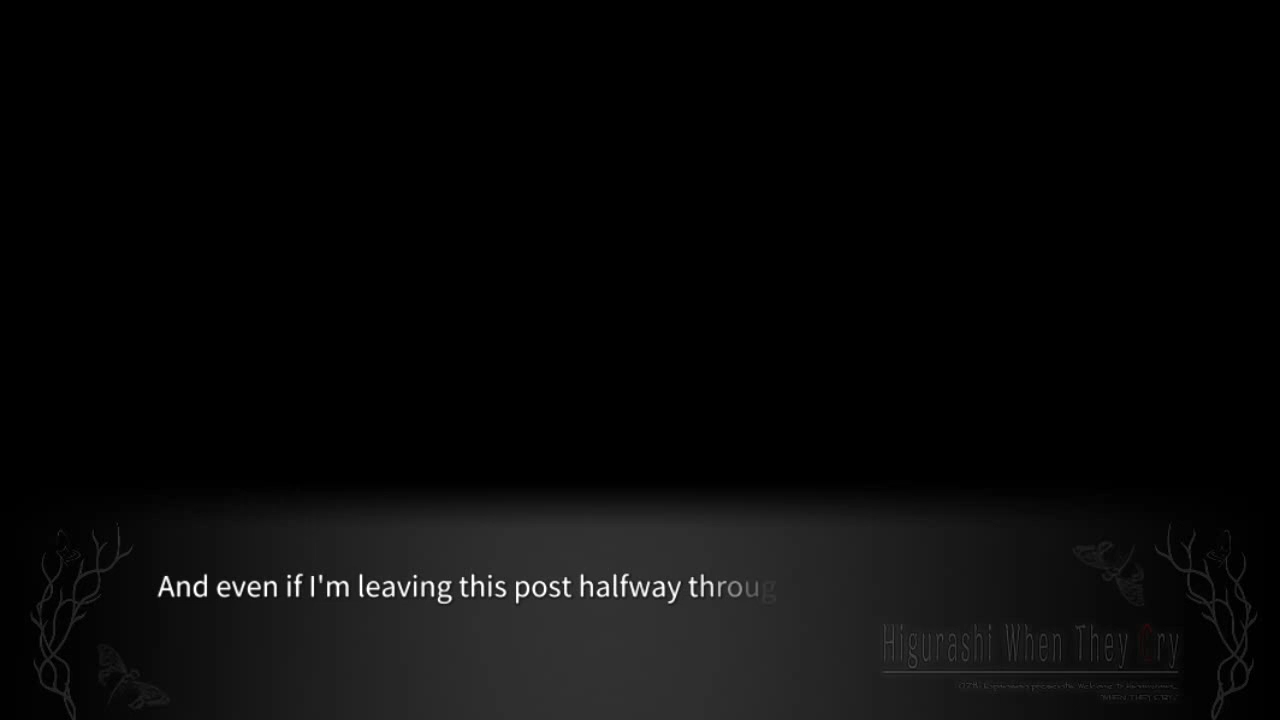 And even if I'm leaving this post halfway throug
Higurashi When They Cry